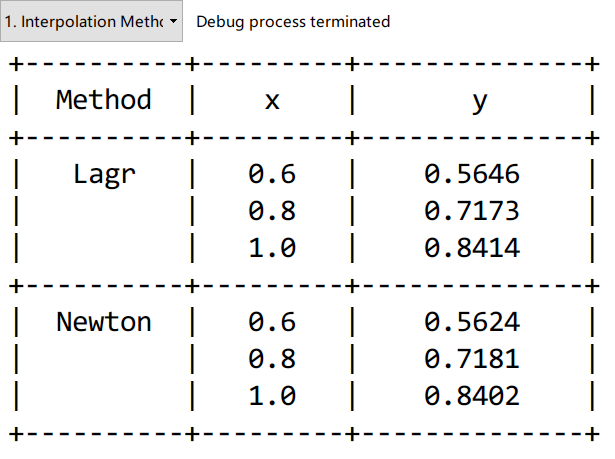 1. Interpolation Metho Debug process terminated
+----------+---------+--------------+
| Method | x | y |
+----------+---------+--------------+
| Lagr | 0.6 | 0.5646 |
| | 0.8 | 0.7173 |
| | 1.0 | 0.8414 |
+----------+---------+--------------+
| Newton | 0.6 | 0.5624 |
| | 0.8 | 0.7181 |
| | 1.0 | 0.8402 |
+----------+---------+--------------+